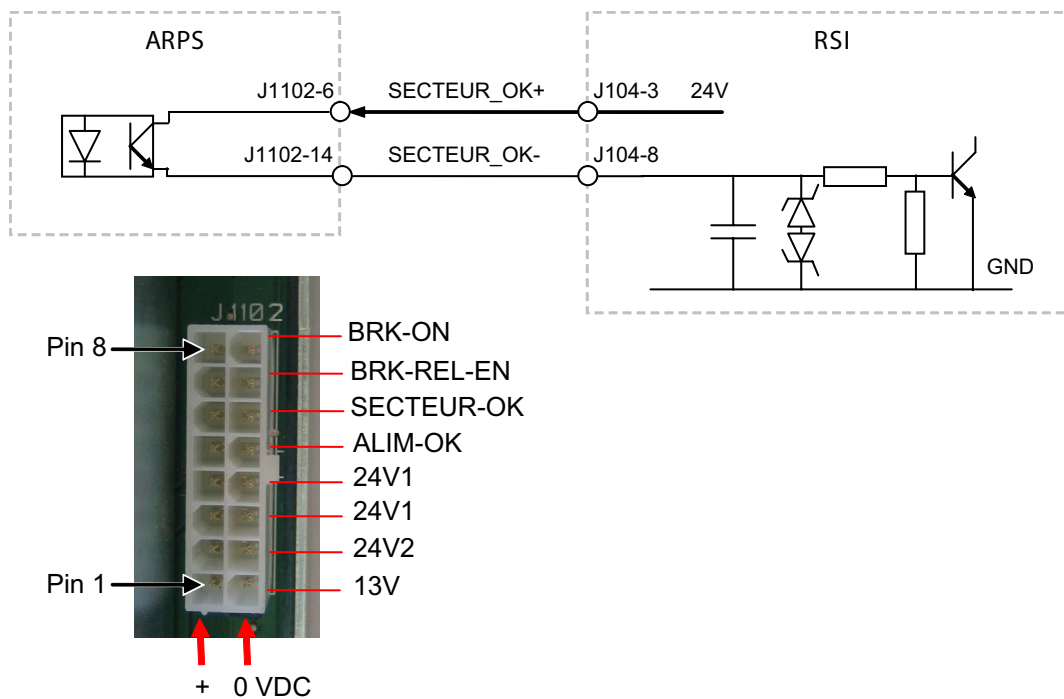 ARPS
RSI
J1102-6
SECTEUR_OK+
J104-3
24V
J1102-14
SECTEUR_OK-
J104-8
GND
J1102
BRK-ON
Pin 8
BRK-REL-EN
SECTEUR-OK
ALIM-OK
24V1
24V1
24V2
Pin 1
13V
+
0 VDC